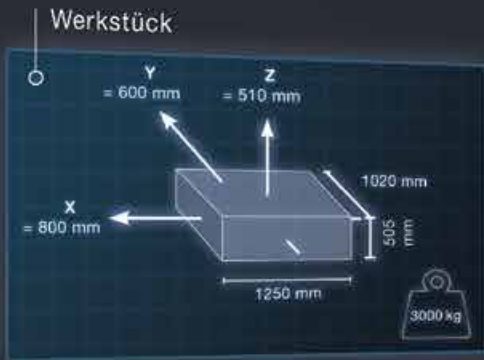 Werkstück
Y
= 600 mm
Z
= 510 mm
X
= 800 mm
1020 mm
505
mm
1250 mm
3000 kg